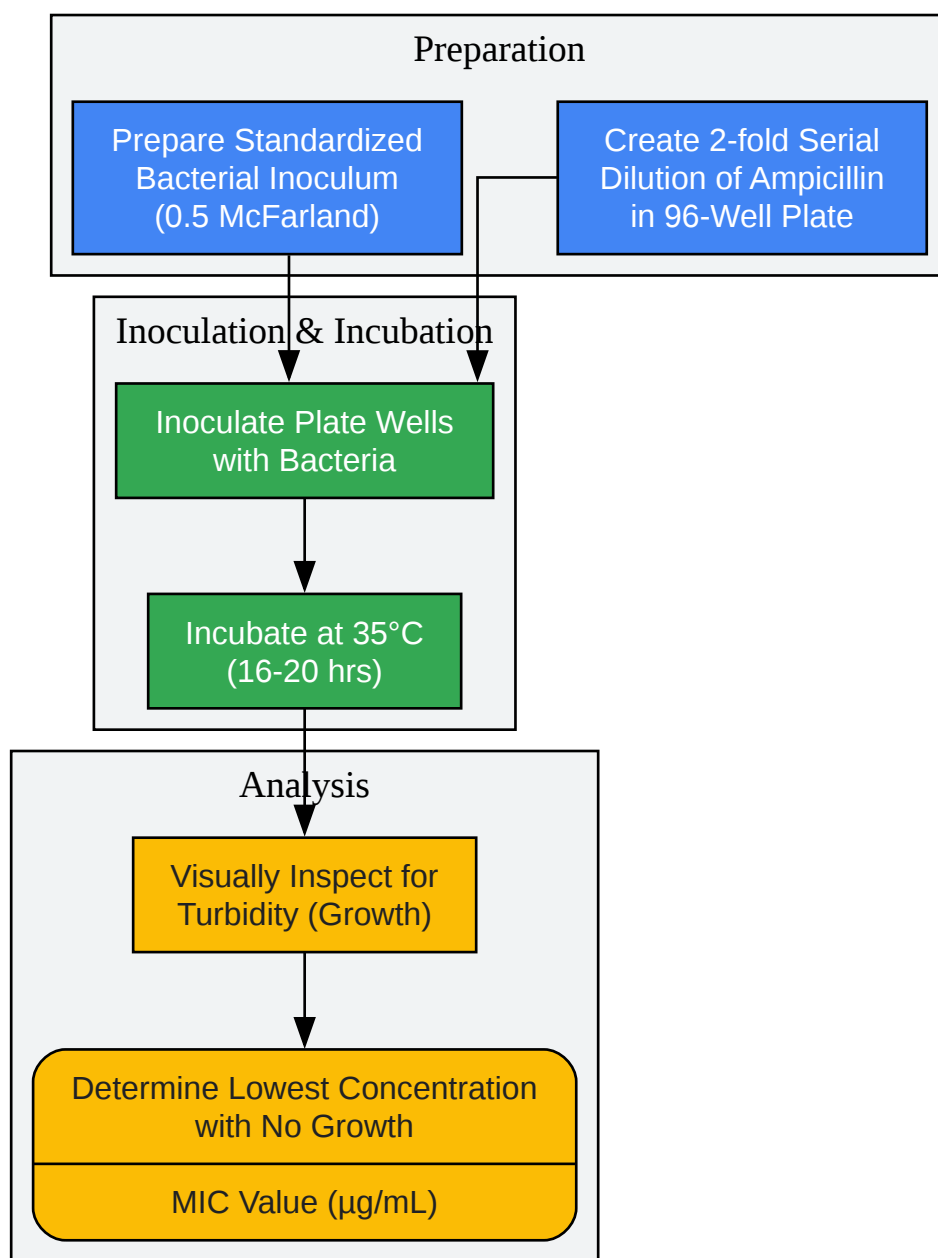 Preparation
Prepare Standardized
Bacterial Inoculum
(0.5 McFarland)
Create 2-fold Serial
Dilution of Ampicillin
in 96-Well Plate
Inoculation & Incubation
Inoculate Plate Wells
with Bacteria
Incubate at 35°C
(16-20 hrs)
Analysis
Visually Inspect for
Turbidity (Growth)
Determine Lowest Concentration
with No Growth
MIC Value (µg/mL)